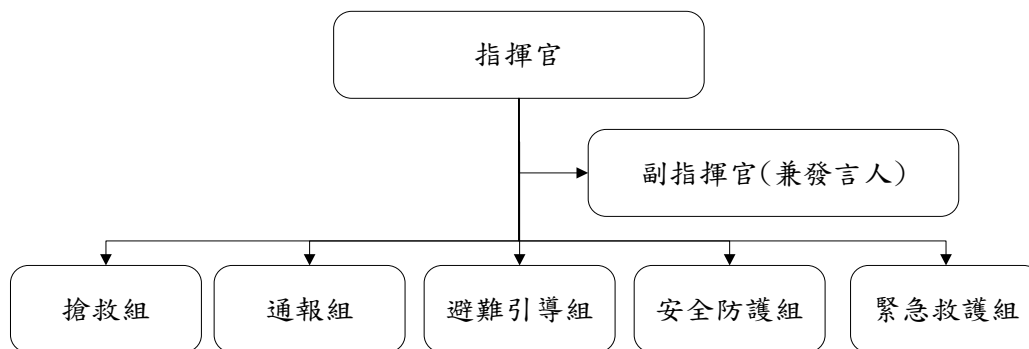 指揮官
副指揮官(兼發言人)
搶救組
通報組
避難引導組
安全防護組
緊急救護組